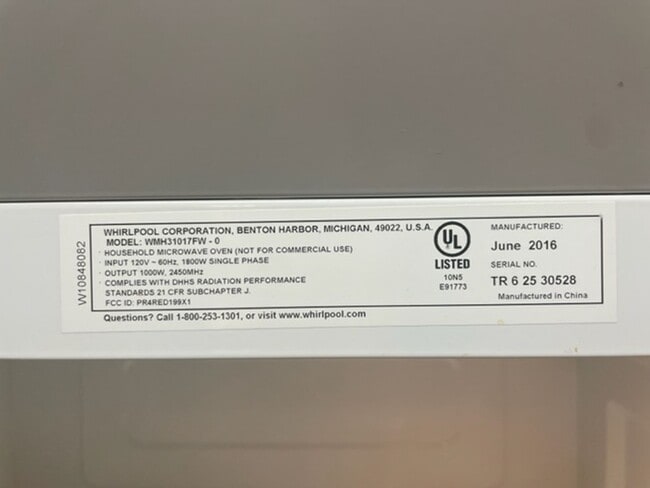 WHIRLPOOL CORPORATION, BENTON HARBOR, MICHIGAN, 49022, U.S.A.
MODEL: WMH31017FW - 0
· HOUSEHOLD MICROWAVE OVEN (NOT FOR COMMERCIAL USE)
· INPUT 120V ~ 60Hz, 1800W SINGLE PHASE
· OUTPUT 1000W, 2450MHz
· COMPLIES WITH DHHS RADIATION PERFORMANCE
STANDARDS 21 CFR SUBCHAPTER J.
FCC ID: PR4RED199X1
Questions? Call 1-800-253-1301, or visit www.whirlpool.com
W10848082
UL
LISTED
10N5
E91773
MANUFACTURED:
June 2016
SERIAL NO.
TR 6 25 30528
Manufactured in China